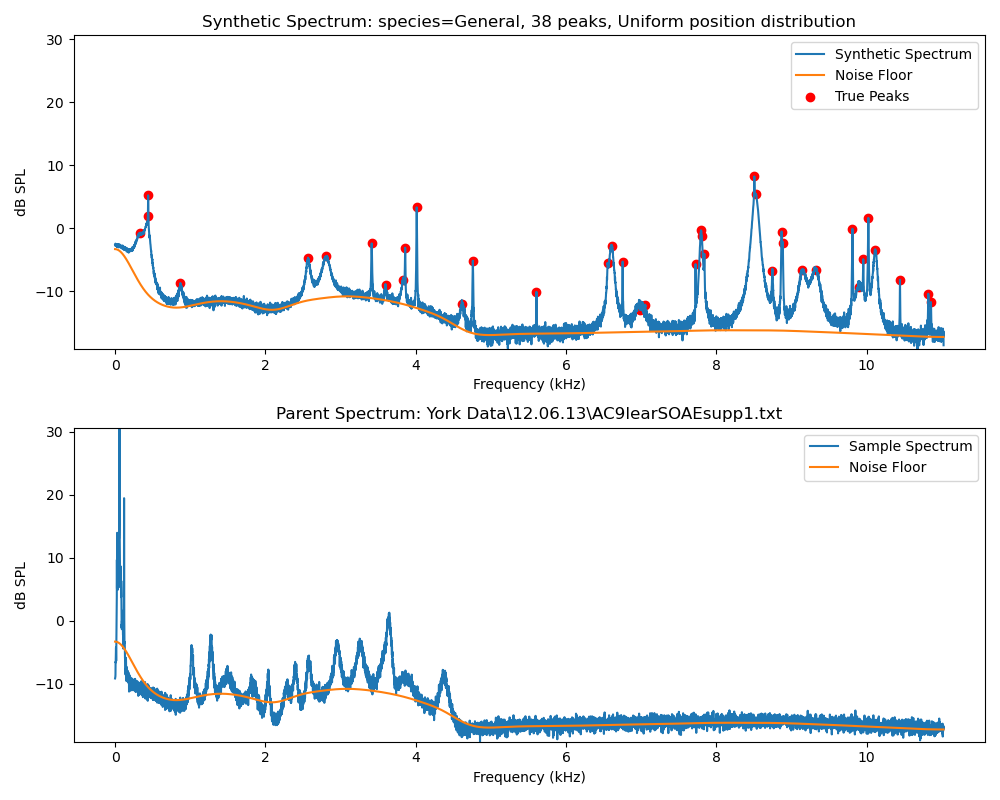 Synthetic Spectrum: species=General, 38 peaks, Uniform position distribution
30
20
10
0
−10
dB SPL
Synthetic Spectrum
Noise Floor
True Peaks
0 2 4 6 8 10
Frequency (kHz)
Parent Spectrum: York Data\12.06.13\AC9learSOAEsupp1.txt
30
20
10
0
−10
dB SPL
Sample Spectrum
Noise Floor
0 2 4 6 8 10
Frequency (kHz)